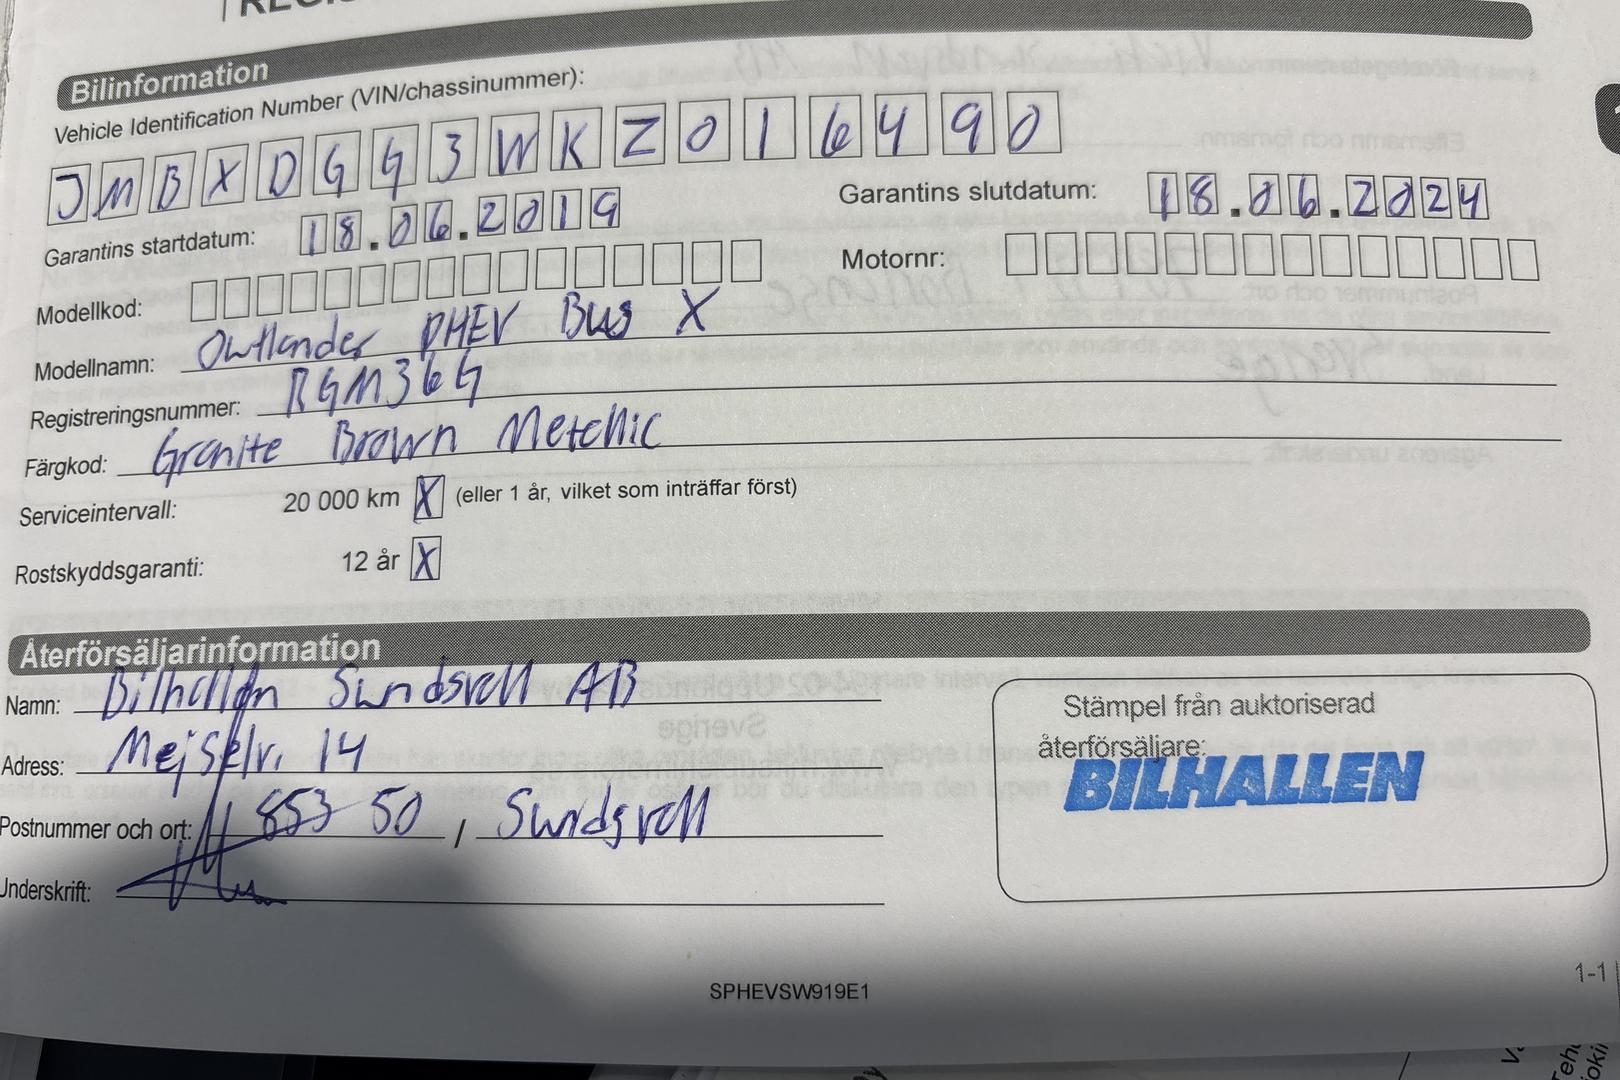 Bilinformation
Vehicle Identification Number (VIN/chassinummer):
JMBXDGG3WKZ016490
Garantins startdatum: 18.06.2019 Garantins slutdatum: 18.06.2024
Modellkod: Motornr:
Modellnamn: Outlander PHEV Bus X
Registreringsnummer: RGM36G
Färgkod: Granite Brown Metallic
Serviceintervall: 20 000 km X (eller 1 år, vilket som inträffar först)
Rostskyddsgaranti: 12 år X
Återförsäljarinformation
Namn: Bilhallen Sundsvall AB
Adress: Mejselv. 14
Postnummer och ort: 853 50 / Sundsvall
Underskrift:
Stämpel från auktoriserad
återförsäljare:
BILHALLEN
SPHEVSW919E1
1-1